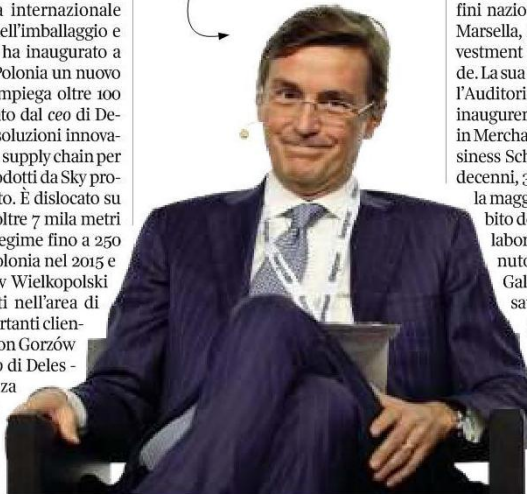 a internazionale
ell'imballaggio e
ha inaugurato a
Polonia un nuovo
mpiega oltre 100
to dal ceo di De-
soluzioni innova-
supply chain per
odotti da Sky pro-
to. È dislocato su
oltre 7 mila metri
egime fino a 250
olonia nel 2015 e
w Wielkopolski
ti nell'area di
rtanti clien-
on Gorzów
o di Deles -
za
fini nazio
Marsella,
vestment
de. La sua
l'Auditori
inaugurer
in Mercha
siness Sch
decenni, 3
la magg
bito de
labor
nuto
Gal
sa